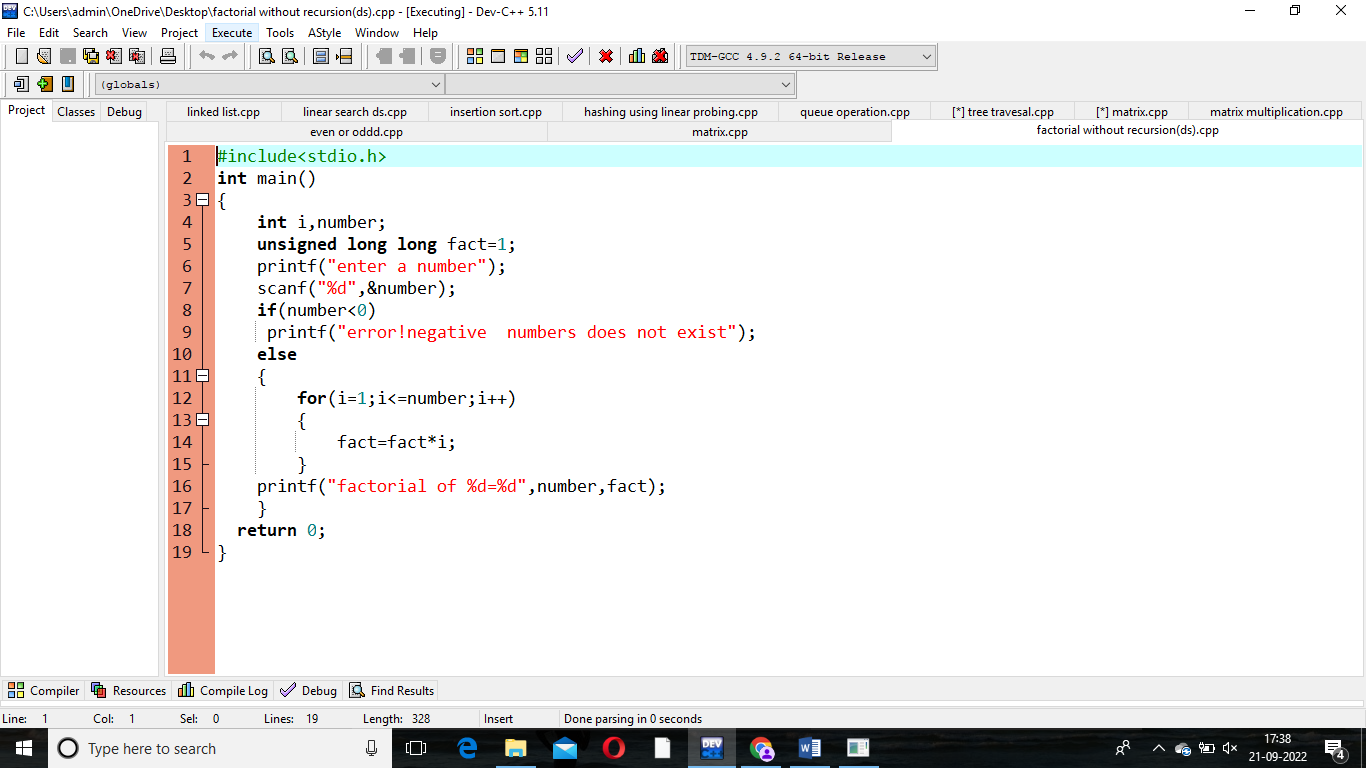 C:\Users\admin\OneDrive\Desktop\factorial without recursion(ds).cpp - [Executing] - Dev-C++ 5.11
File Edit Search View Project Execute Tools AStyle Window Help
TDM-GCC 4.9.2 64-bit Release
(globals)
Project Classes Debug
linked list.cpp linear search ds.cpp insertion sort.cpp hashing using linear probing.cpp queue operation.cpp [*] tree travesal.cpp [*] matrix.cpp matrix multiplication.cpp
even or oddd.cpp matrix.cpp factorial without recursion(ds).cpp
1 #include<stdio.h>
2 int main()
3 {
4 int i,number;
5 unsigned long long fact=1;
6 printf("enter a number");
7 scanf("%d",&number);
8 if(number<0)
9 printf("error!negative  numbers does not exist");
10 else
11 {
12 for(i=1;i<=number;i++)
13 {
14 fact=fact*i;
15 }
16 printf("factorial of %d=%d",number,fact);
17 }
18 return 0;
19 }
Compiler Resources Compile Log Debug Find Results
Line: 1 Col: 1 Sel: 0 Lines: 19 Length: 328 Insert Done parsing in 0 seconds
Type here to search
DEV
17:38
21-09-2022
4